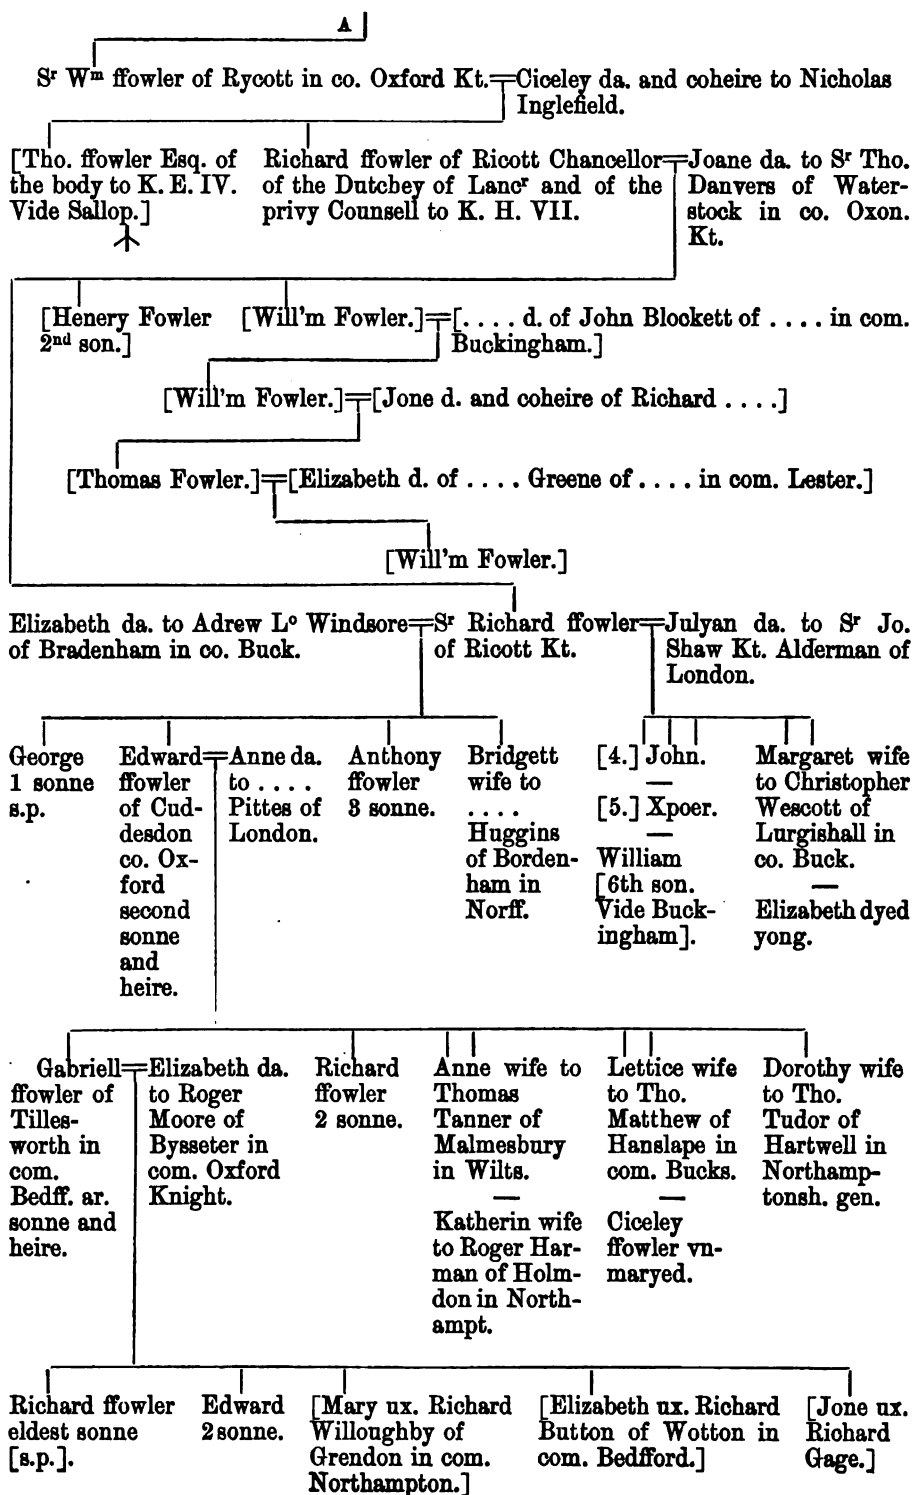 A
Sʳ Wᵐ ffowler of Rycott in co. Oxford Kt.=Ciceley da. and coheire to Nicholas
Inglefield.
[Tho. ffowler Esq. of
the body to K. E. IV.
Vide Sallop.]
Richard ffowler of Ricott Chancellor=
of the Dutchey of Lancʳ and of the
privy Counsell to K. H. VII.
Joane da. to Sʳ Tho.
Danvers of Water-
stock in co. Oxon.
Kt.
[Henery Fowler
2ⁿᵈ son.]
[Will'm Fowler.]=[. . . . d. of John Blockett of . . . . in com.
Buckingham.]
[Will'm Fowler.]=[Jone d. and coheire of Richard . . . .]
[Thomas Fowler.]=[Elizabeth d. of . . . . Greene of . . . . in com. Lester.]
[Will'm Fowler.]
Elizabeth da. to Adrew Lᵒ Windsore=
of Bradenham in co. Buck.
Sʳ Richard ffowler=
of Ricott Kt.
Julyan da. to Sʳ Jo.
Shaw Kt. Alderman of
London.
George
1 sonne
s.p.
Edward=
ffowler
of Cud-
desdon
co. Ox-
ford
second
sonne
and
heire.
Anne da.
to . . . .
Pittes of
London.
Anthony
ffowler
3 sonne.
Bridgett
wife to
. . . .
Huggins
of Borden-
ham in
Norff.
[4.] John.
—
[5.] Xpoer.
—
William
[6th son.
Vide Buck-
ingham].
Margaret wife
to Christopher
Wescott of
Lurgishall in
co. Buck.
—
Elizabeth dyed
yong.
Gabriell=
ffowler of
Tilles-
worth in
com.
Bedff. ar.
sonne and
heire.
Elizabeth da.
to Roger
Moore of
Bysseter in
com. Oxford
Knight.
Richard
ffowler
2 sonne.
Anne wife to
Thomas
Tanner of
Malmesbury
in Wilts.
—
Katherin wife
to Roger Har-
man of Holm-
don in North-
ampt.
Lettice wife
to Tho.
Matthew of
Hanslape in
com. Bucks.
—
Ciceley
ffowler vn-
maryed.
Dorothy wife
to Tho.
Tudor of
Hartwell in
Northamp-
tonsh. gen.
Richard ffowler
eldest sonne
[s.p.].
Edward
2 sonne.
[Mary ux. Richard
Willoughby of
Grendon in com.
Northampton.]
[Elizabeth ux. Richard
Button of Wotton in
com. Bedfford.]
[Jone ux.
Richard
Gage.]